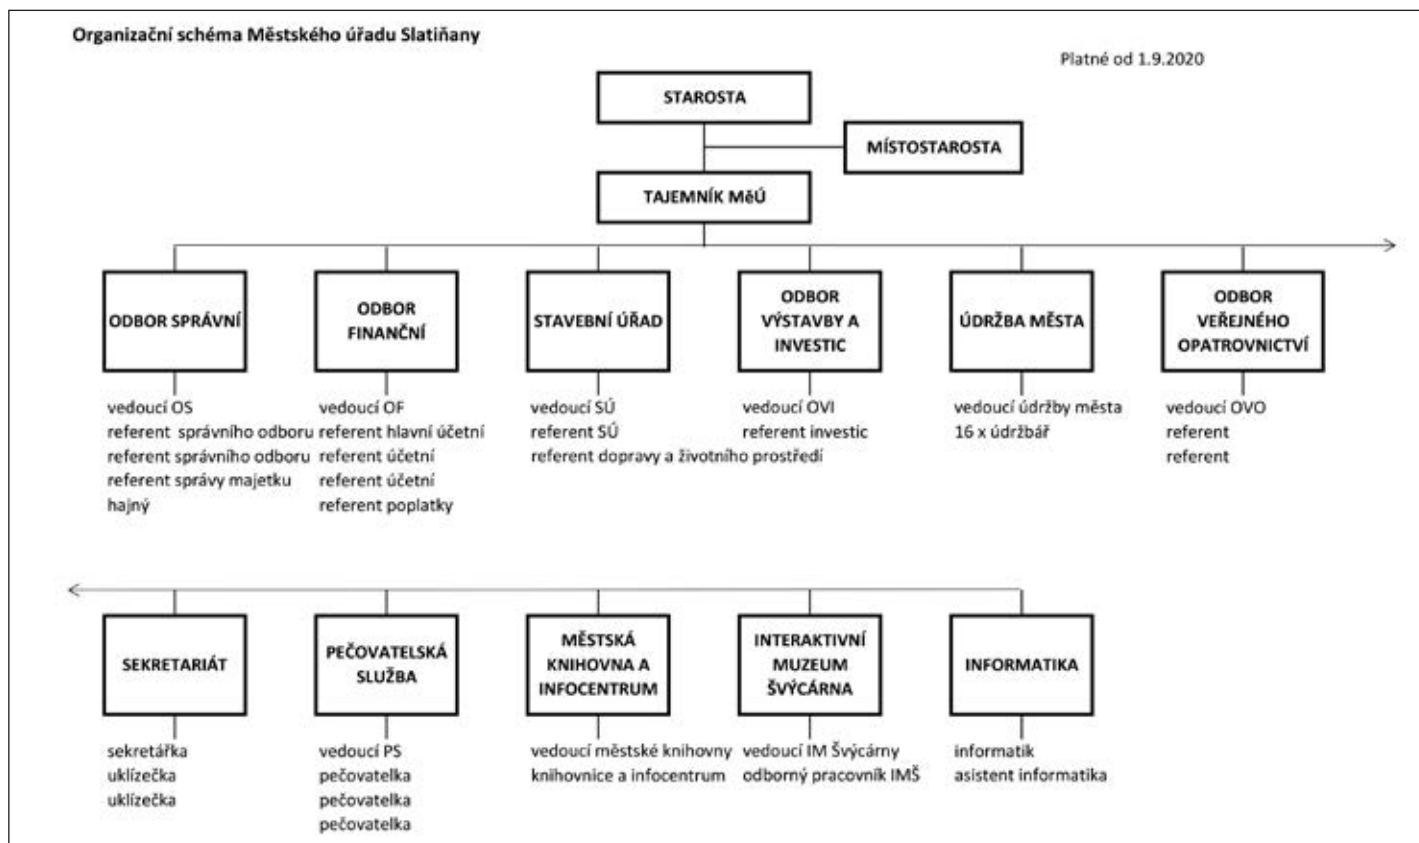 Organizační schéma Městského úřadu Slatiňany
Platné od 1.9.2020
STAROSTA
MÍSTOSTAROSTA
TAJEMNÍK MěÚ
ODBOR SPRÁVNÍ
vedoucí OS
referent správního odboru
referent správního odboru
referent správy majetku
hajný
ODBOR
FINANČNÍ
vedoucí OF
referent hlavní účetní
referent účetní
referent účetní
referent poplatky
STAVEBNÍ ÚŘAD
vedoucí SÚ
referent SÚ
referent dopravy a životního prostředí
ODBOR
VÝSTAVBY A
INVESTIC
vedoucí OVI
referent investic
ÚDRŽBA MĚSTA
vedoucí údržby města
16 x údržbář
ODBOR
VEŘEJNÉHO
OPATROVNICTVÍ
vedoucí OVO
referent
referent
SEKRETARIÁT
sekretářka
uklízečka
uklízečka
PEČOVATELSKÁ
SLUŽBA
vedoucí PS
pečovatelka
pečovatelka
pečovatelka
MĚSTSKÁ
KNIHOVNA A
INFOCENTRUM
vedoucí městské knihovny
knihovnice a infocentrum
INTERAKTIVNÍ
MUZEUM
ŠVÝCÁRNA
vedoucí IM Švýcárny
odborný pracovník IMŠ
INFORMATIKA
informatik
asistent informatika